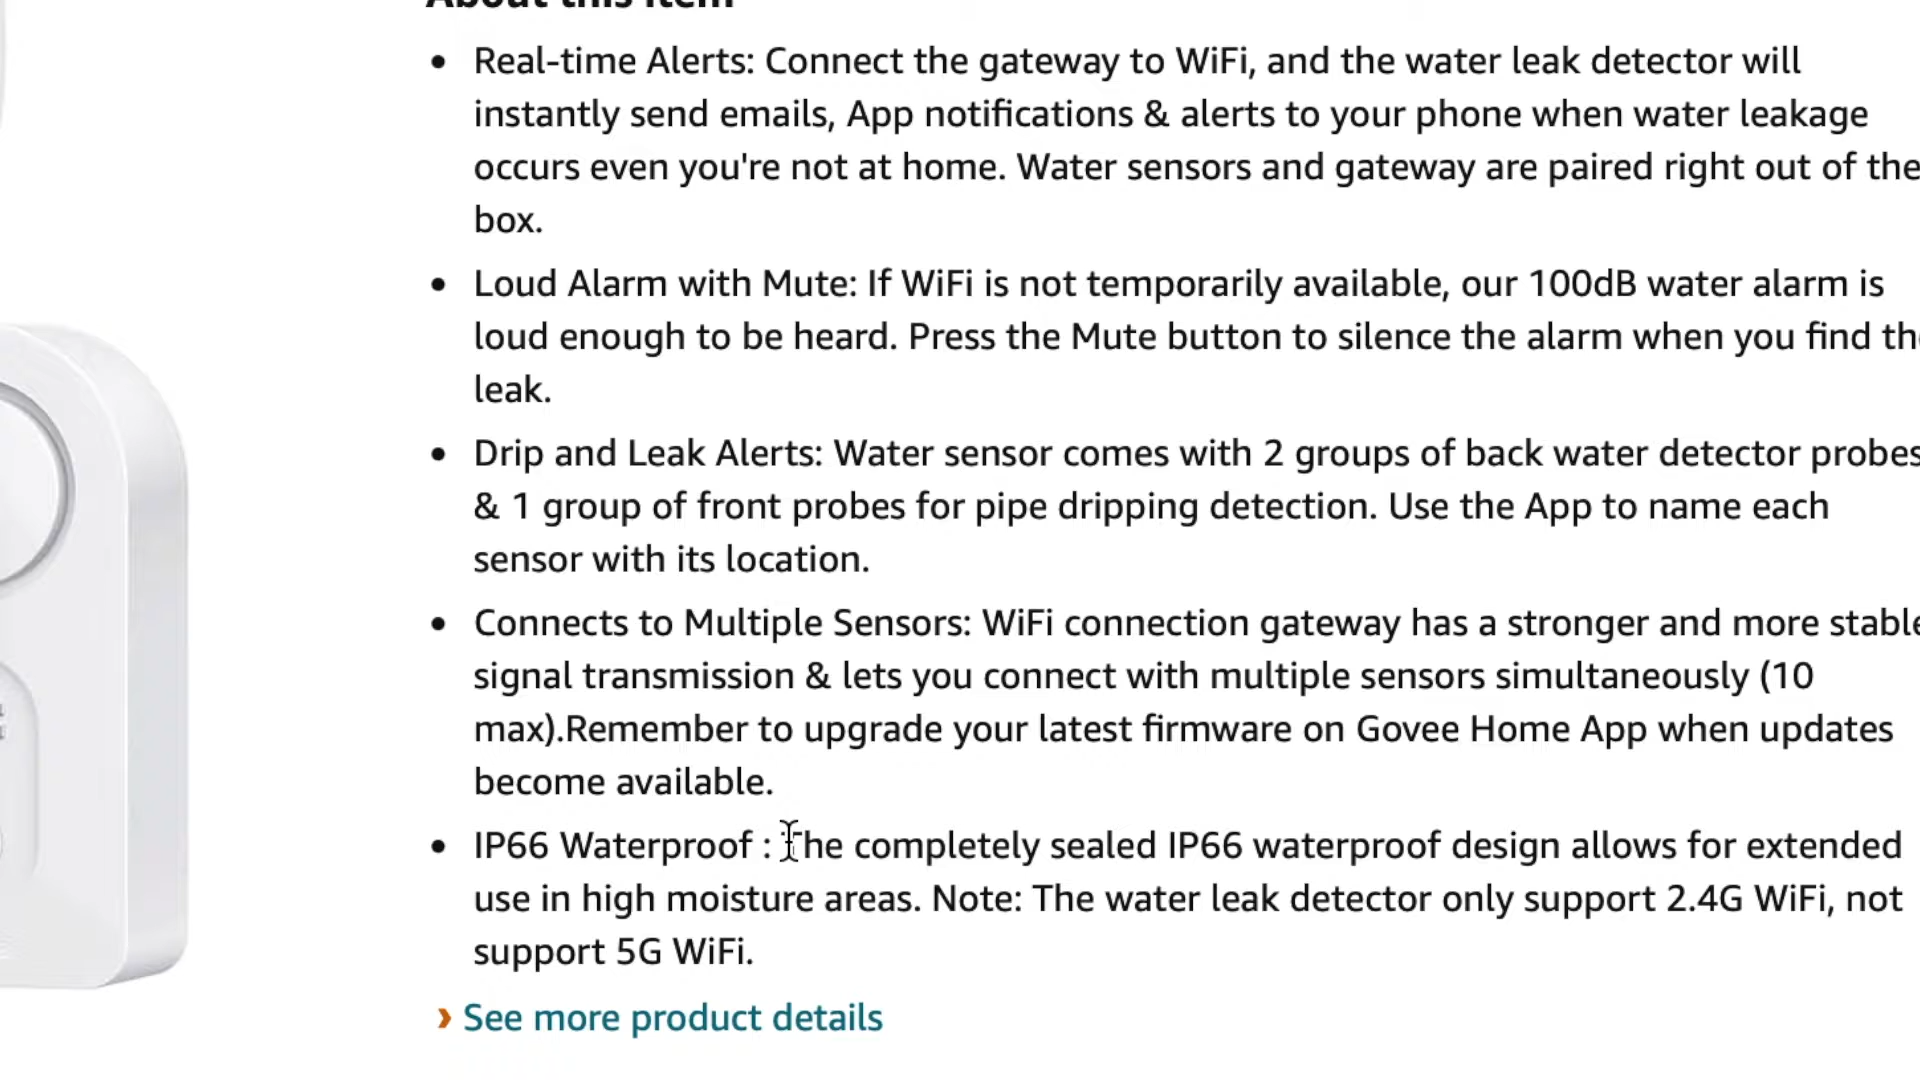 About this item
Real-time Alerts: Connect the gateway to WiFi, and the water leak detector will
instantly send emails, App notifications & alerts to your phone when water leakage
occurs even you're not at home. Water sensors and gateway are paired right out of the
box.
Loud Alarm with Mute: If WiFi is not temporarily available, our 100dB water alarm is
loud enough to be heard. Press the Mute button to silence the alarm when you find the
leak.
Drip and Leak Alerts: Water sensor comes with 2 groups of back water detector probes
& 1 group of front probes for pipe dripping detection. Use the App to name each
sensor with its location.
Connects to Multiple Sensors: WiFi connection gateway has a stronger and more stable
signal transmission & lets you connect with multiple sensors simultaneously (10
max).Remember to upgrade your latest firmware on Govee Home App when updates
become available.
IP66 Waterproof : The completely sealed IP66 waterproof design allows for extended
use in high moisture areas. Note: The water leak detector only support 2.4G WiFi, not
support 5G WiFi.
› See more product details